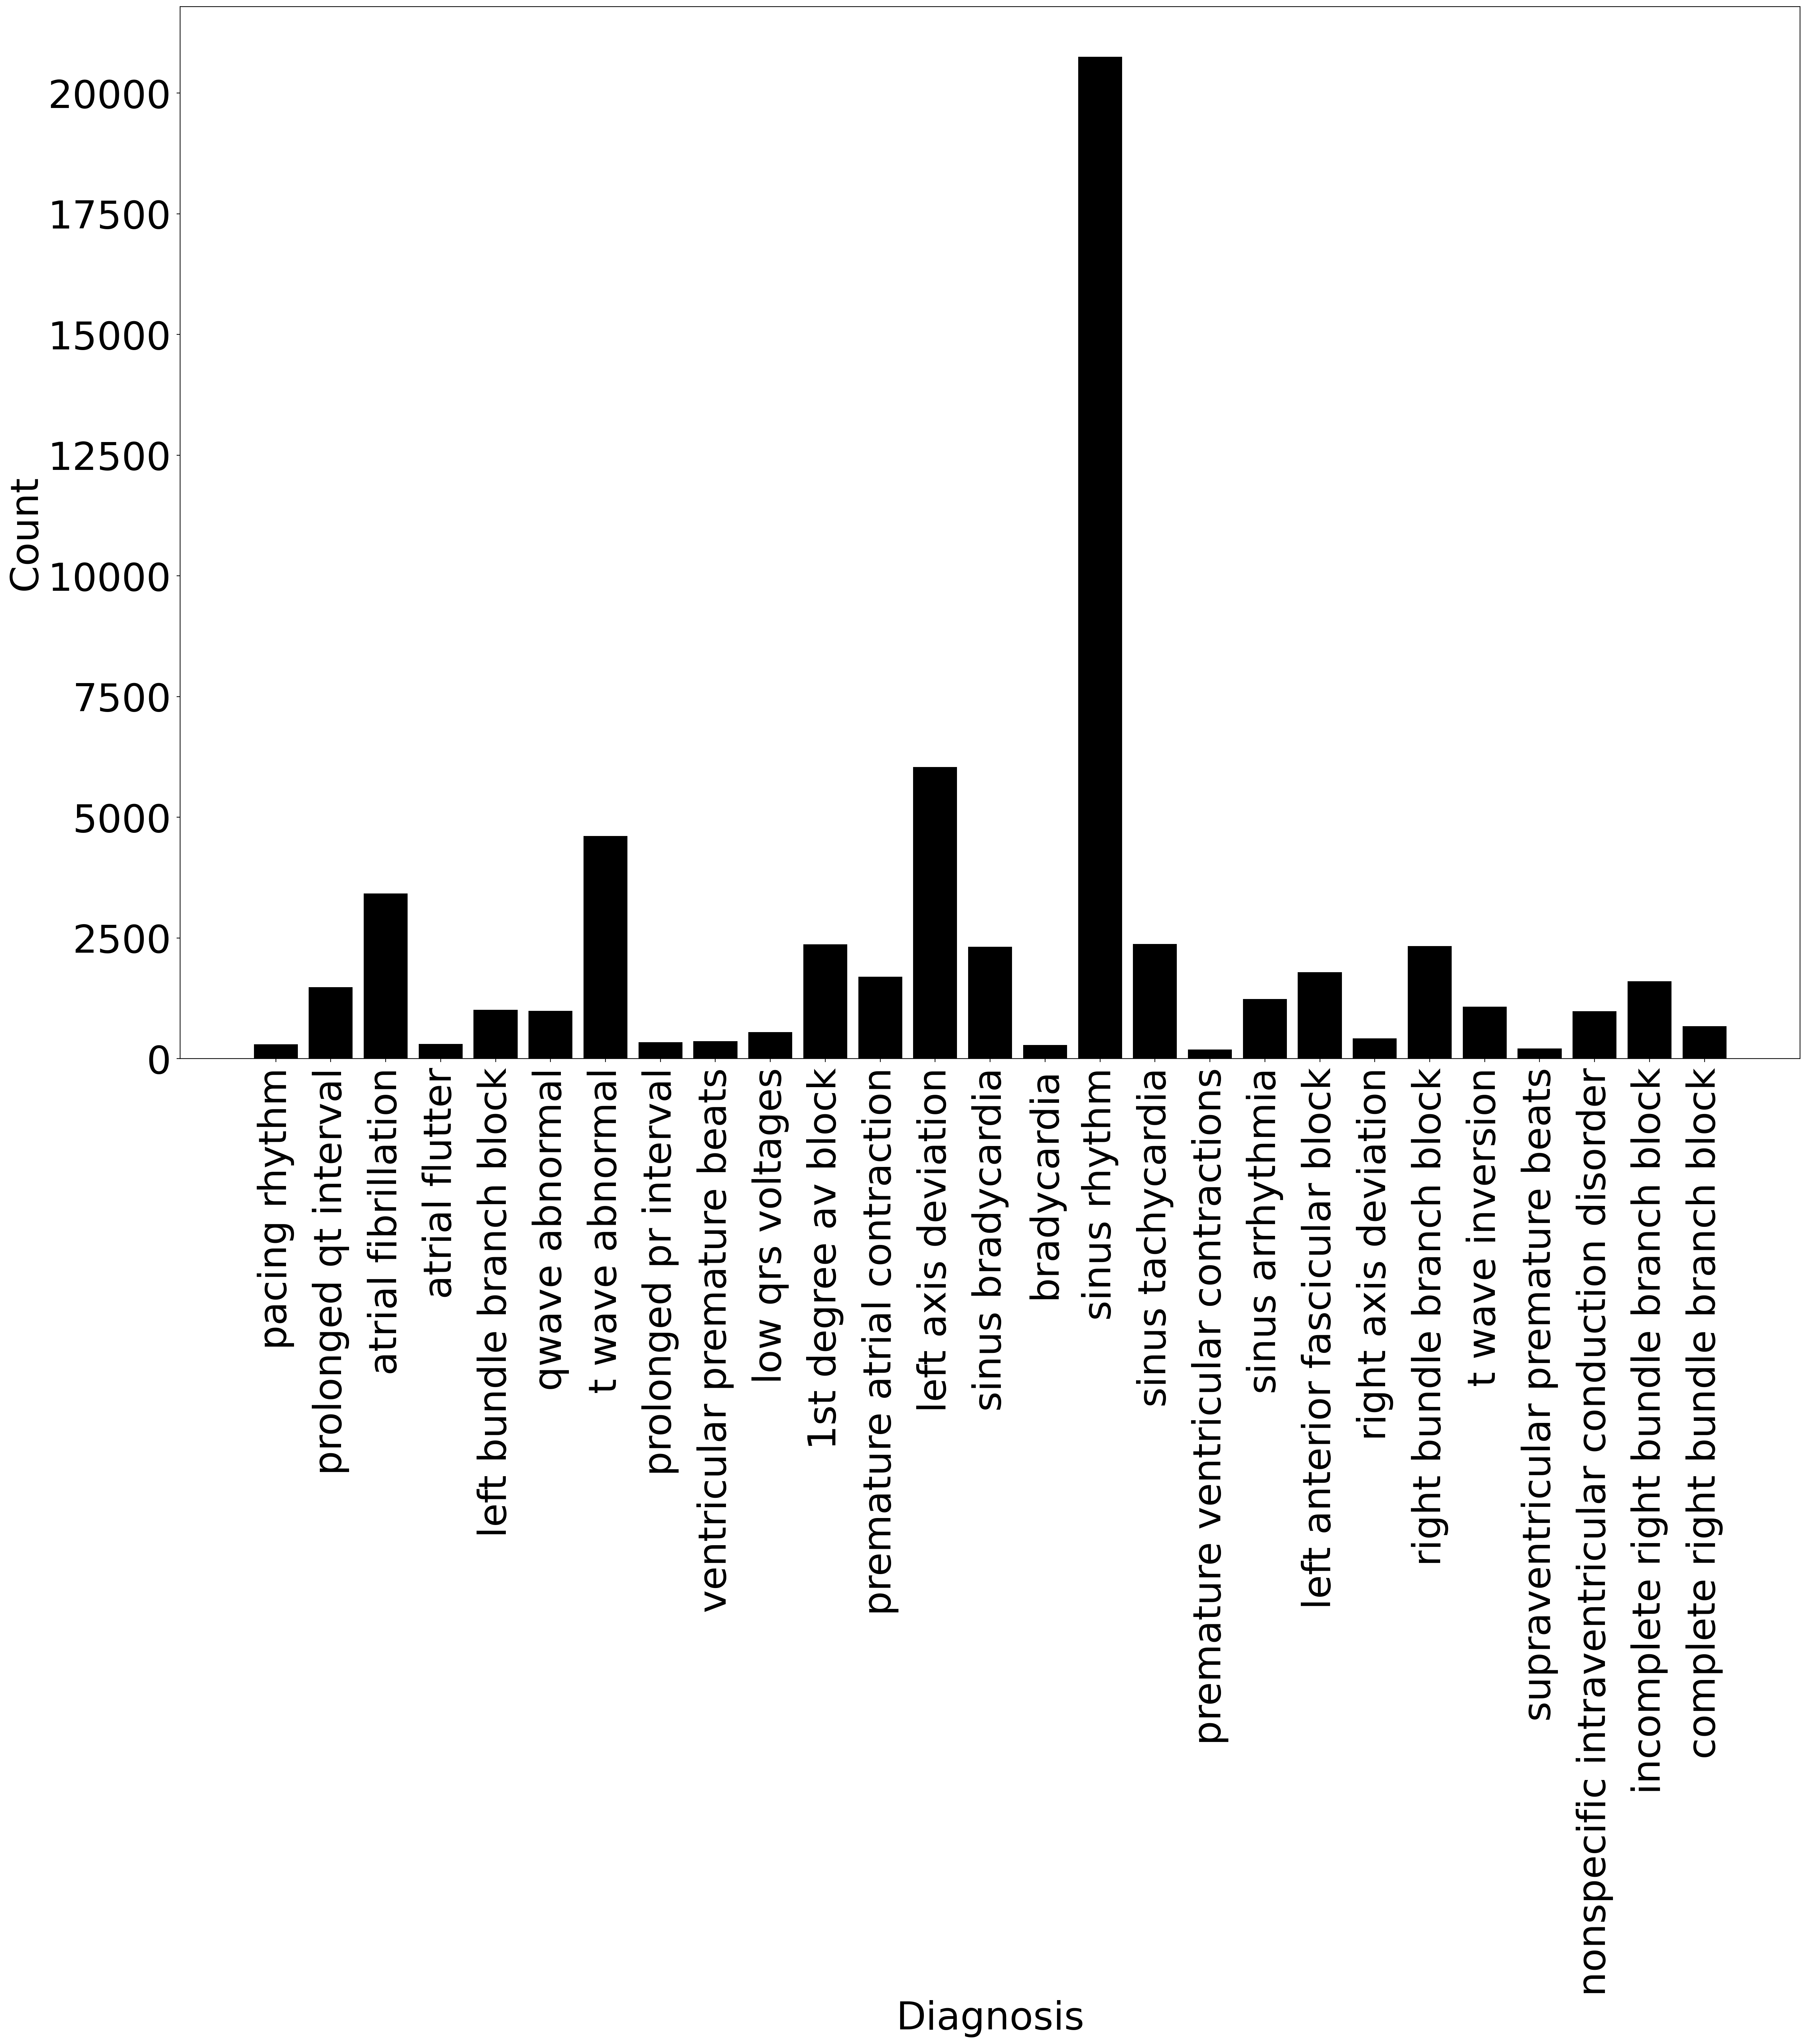 20000
17500
15000
12500
10000
7500
5000
2500
0
Count
pacing rhythm
prolonged qt interval
atrial fibrillation
atrial flutter
left bundle branch block
qwave abnormal
t wave abnormal
prolonged pr interval
ventricular premature beats
low qrs voltages
1st degree av block
premature atrial contraction
left axis deviation
sinus bradycardia
bradycardia
sinus rhythm
sinus tachycardia
premature ventricular contractions
sinus arrhythmia
left anterior fascicular block
right axis deviation
right bundle branch block
t wave inversion
supraventricular premature beats
nonspecific intraventricular conduction disorder
incomplete right bundle branch block
complete right bundle branch block
Diagnosis